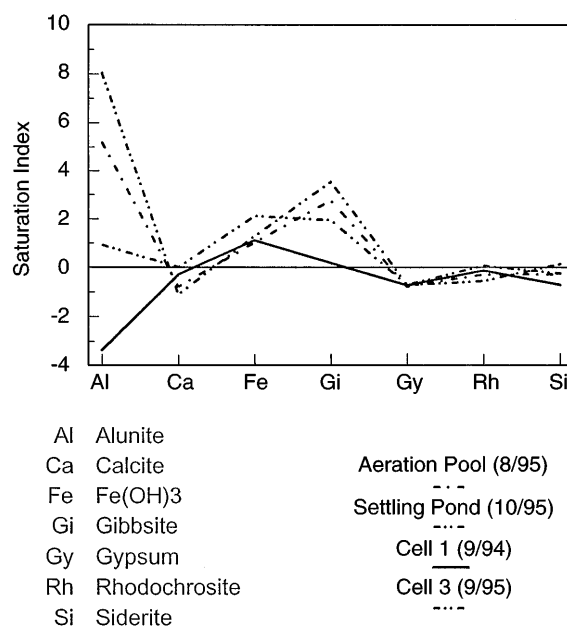 10
8
6
4
2
0
-2
-4
Saturation Index
Al Ca Fe Gi Gy Rh Si
Al Alunite
Ca Calcite
Fe Fe(OH)3
Gi Gibbsite
Gy Gypsum
Rh Rhodochrosite
Si Siderite
Aeration Pool (8/95)
Settling Pond (10/95)
Cell 1 (9/94)
Cell 3 (9/95)